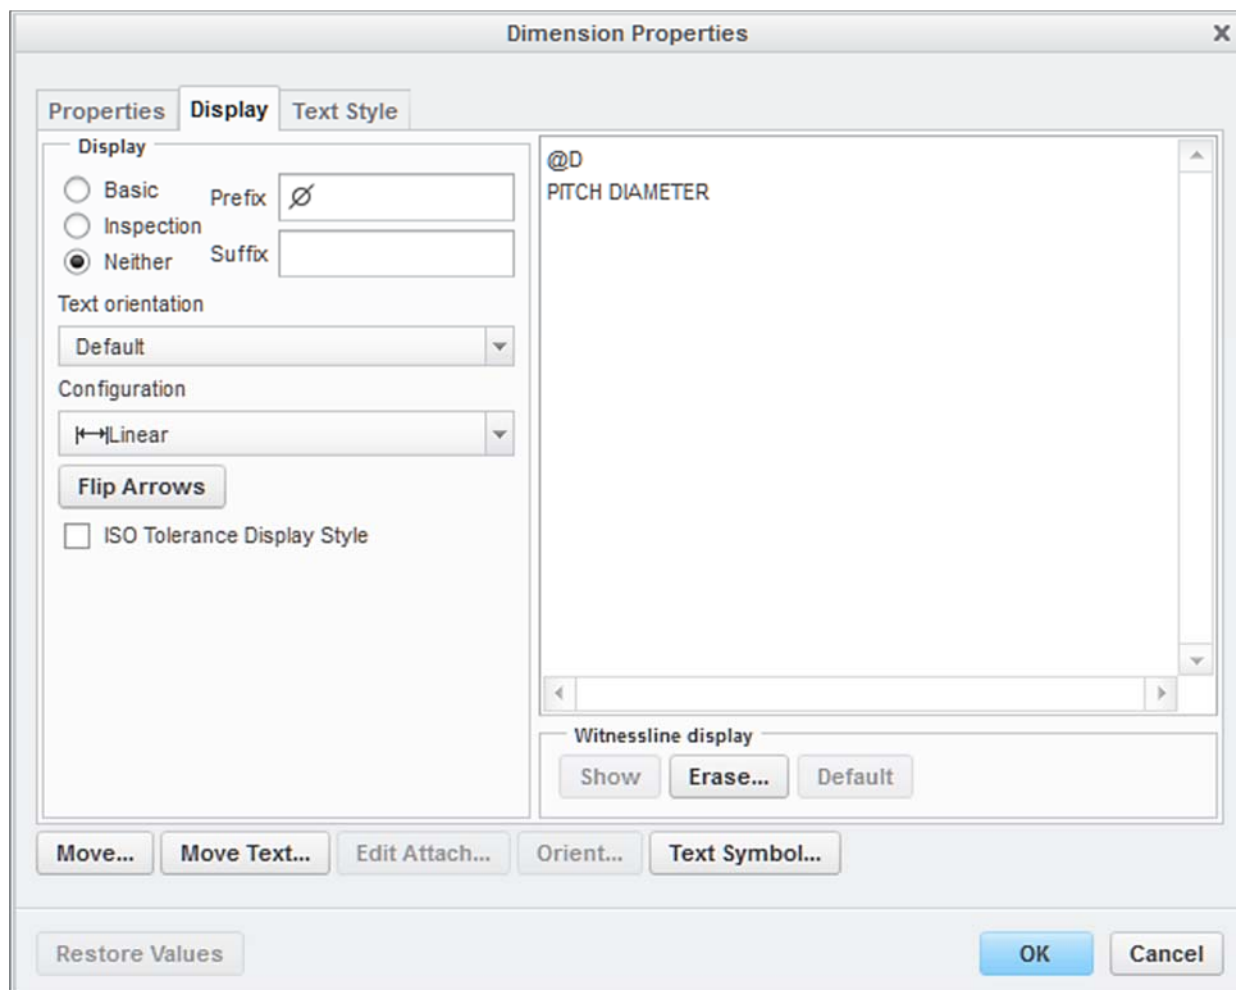 Dimension Properties
Properties
Display
Text Style
Display
Basic
Inspection
Neither
Prefix Ø
Suffix
Text orientation
Default
Configuration
Linear
Flip Arrows
ISO Tolerance Display Style
@D
PITCH DIAMETER
Witnessline display
Show Erase... Default
Move... Move Text... Edit Attach... Orient... Text Symbol...
Restore Values
OK Cancel